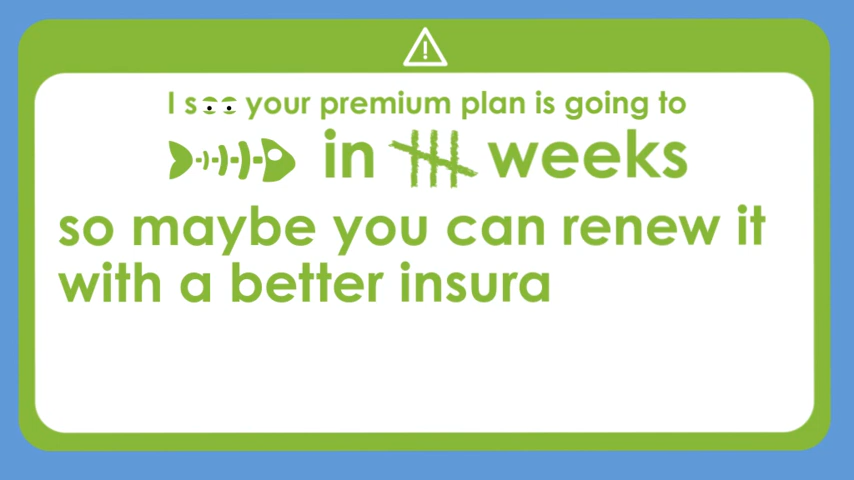 I see your premium plan is going to
in weeks
so maybe you can renew it
with a better insura